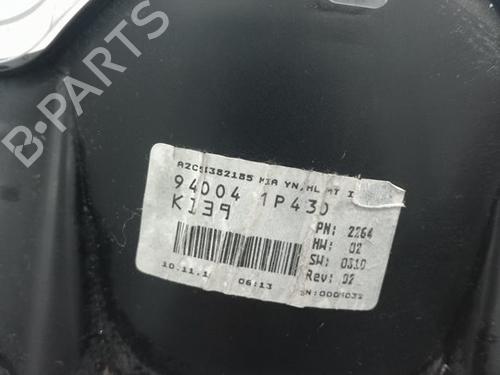 A2C53382185 KIA YN,HL MT I
94004 1P430
K139
PN: 2264
HW: 02
SW: 0310
Rev: 02
10.11.1
06:13
SN:0009032
B-PARTS